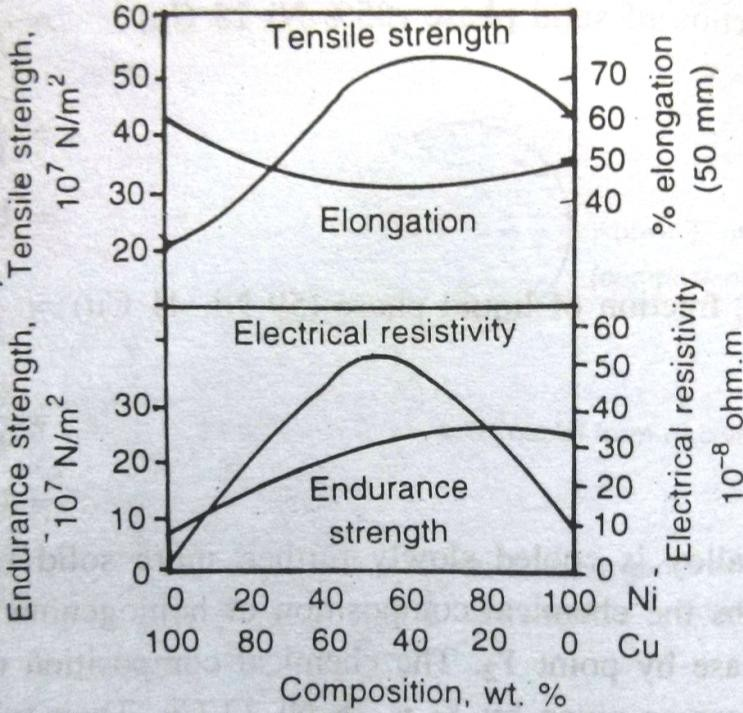 60
Tensile strength
50
40
30
20
Tensile strength,
10⁷ N/m²
70
60
50
40
% elongation
(50 mm)
Elongation
Electrical resistivity
30
20
10
0
Endurance strength,
10⁷ N/m²
60
50
40
30
20
10
0
Electrical resistivity
10⁻⁸ ohm.m
Endurance
strength
0 20 40 60 80 100 Ni
100 80 60 40 20 0 Cu
Composition, wt. %